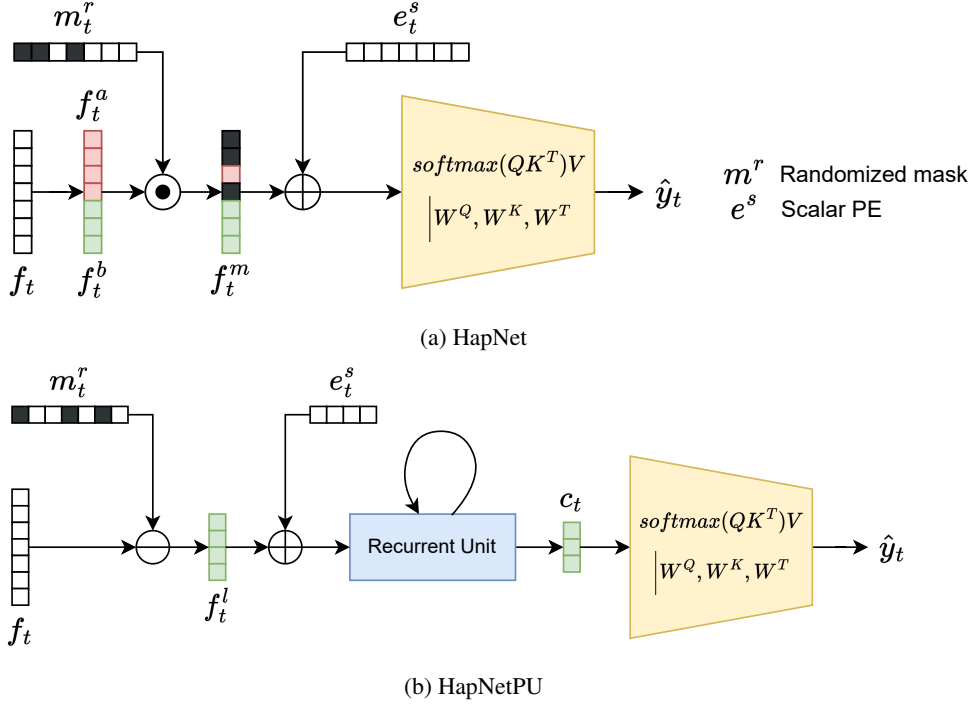 m_t^r
e_t^s
f_t^a
softmax(QK^T)V
|W^Q, W^K, W^T
ŷ_t
m^r Randomized mask
e^s Scalar PE
f_t
f_t^b
f_t^m
(a) HapNet
m_t^r
e_t^s
c_t
softmax(QK^T)V
Recurrent Unit
|W^Q, W^K, W^T
ŷ_t
f_t^l
f_t
(b) HapNetPU